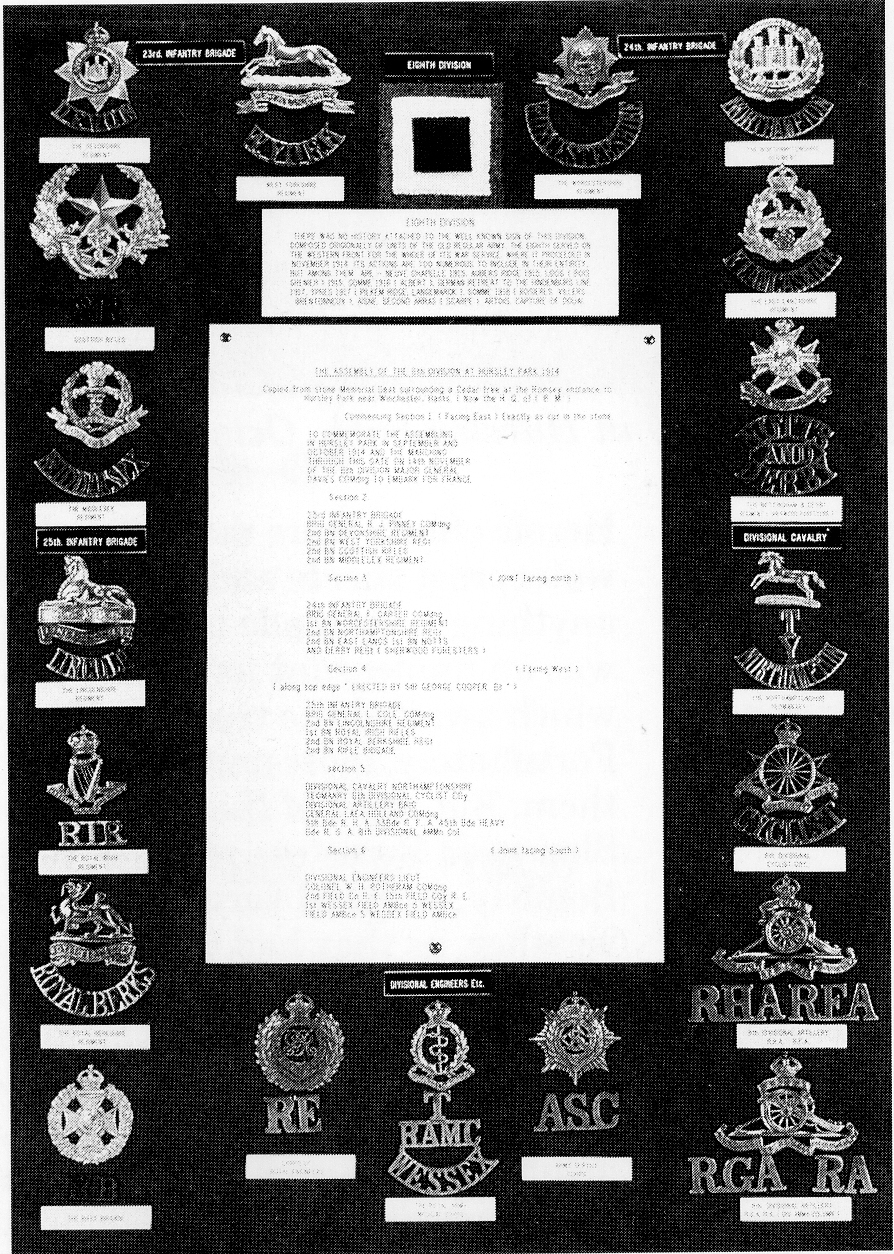 23rd. INFANTRY BRIGADE
EIGHTH DIVISION
24th. INFANTRY BRIGADE
DEVON
W.YORK
WORCESTERSHIRE
NORTHAMPTON
THE DEVONSHIRE
REGIMENT
WEST YORKSHIRE
REGIMENT
THE WORCESTERSHIRE
REGIMENT
THE NORTHAMPTONSHIRE
REGIMENT
EIGHTH DIVISION
THERE WAS NO HISTORY ATTACHED TO THE WELL KNOWN SIGN OF THIS DIVISION.
COMPOSED ORIGINALLY OF UNITS OF THE OLD REGULAR ARMY, THE EIGHTH SERVED ON
THE WESTERN FRONT FOR THE WHOLE OF ITS WAR SERVICE, WHERE IT PROCEEDED IN
NOVEMBER 1914. ITS ACTIONS ARE TOO NUMEROUS TO INCLUDE IN THEIR ENTIRETY
BUT AMONG THEM ARE :- NEUVE CHAPELLE 1915, AUBERS RIDGE 1915, LOOS ( BOIS
GRENIER ) 1915, SOMME 1916 ( ALBERT ), GERMAN RETREAT TO THE HINDENBURG LINE
1917, YPRES 1917 ( PILKEM RIDGE, LANGEMARCK ), SOMME 1918 ( ROSIERES, VILLERS
BRETONNEUX ), AISNE, SECOND ARRAS ( SCARPE ), ARTOIS, CAPTURE OF DOUAI
SCOTTISH RIFLES
THE EAST LANCASHIRE
REGIMENT
THE ASSEMBLY OF THE 8th DIVISION AT HURSLEY PARK 1914
Copied from stone Memorial Seat surrounding a Cedar Tree at the Romsey entrance to
Hursley Park near Winchester, Hants. ( Now the H. Q. of I. B. M. )
Commencing Section 1 ( Facing East ) Exactly as cut in the stone
TO COMMEMORATE THE ASSEMBLING
IN HURSLEY PARK IN SEPTEMBER AND
OCTOBER 1914 AND THE MARCHING
THROUGH THIS GATE ON 14th NOVEMBER
OF THE 8th DIVISION MAJOR GENERAL
DAVIES COMdng TO EMBARK FOR FRANCE
Section 2
23rd INFANTRY BRIGADE
BRIG GENERAL R. J. PINNEY COMdng
2nd BN DEVONSHIRE REGIMENT
2nd BN WEST YORKSHIRE REGt
2nd BN SCOTTISH RIFLES
2nd BN MIDDLESEX REGIMENT
Section 3 ( JOINT facing north )
24th INFANTRY BRIGADE
BRIG GENERAL F. CARTER COMdng
1st BN WORCESTERSHIRE REGIMENT
2nd BN NORTHAMPTONSHIRE REGt
2nd BN EAST LANCS 1st BN NOTTS
AND DERBY REGt ( SHERWOOD FORESTERS )
Section 4 ( Facing West )
( along top edge " ERECTED BY SIR GEORGE COOPER Bt " )
25th INFANTRY BRIGADE
BRIG GENERAL L. COLE COMdng
2nd BN LINCOLNSHIRE REGIMENT
1st BN ROYAL IRISH RIFLES
2nd BN ROYAL BERKSHIRE REGt
2nd BN RIFLE BRIGADE
section 5
DIVISIONAL CAVALRY NORTHAMPTONSHIRE
YEOMANRY 8th DIVISIONAL CYCLIST COy
DIVISIONAL ARTILLERY BRIG
GENERAL LAEA HOLLAND COMdng
5th Bde R. H. A. 33Bde R. F. A. 45th Bde HEAVY
Bde R. G. A. 8th DIVISIONAL AMMn Col
Section 6 ( Joint facing South )
DIVISIONAL ENGINEERS LIEUT
COLONEL W. H. ROTHERAM COMdng
2nd FIELD Co R. E. 15th FIELD COy R. E.
1st WESSEX FIELD AMBce 2 WESSEX
FIELD AMBce 3 WESSEX FIELD AMBce
MIDDLESEX
THE MIDDLESEX
REGIMENT
NOTTS
AND
DERBY
25th. INFANTRY BRIGADE
DIVISIONAL CAVALRY
LINCOLN
THE LINCOLNSHIRE
REGIMENT
T
Y
NORTHAMPTON
THE NORTHAMPTONSHIRE
YEOMANRY
RIR
THE ROYAL IRISH
REGIMENT
CYCLIST
8th DIVISIONAL
CYCLIST COY
ROYAL BERKS
THE ROYAL BERKSHIRE
REGIMENT
RHA RFA
8th DIVISIONAL ARTILLERY
R.H.A. R.F.A.
DIVISIONAL ENGINEERS Etc.
RE
T
RAMC
WESSEX
ASC
ROYAL ENGINEERS
THE ROYAL ARMY
MEDICAL CORPS
ARMY SERVICE
CORPS
RB
THE RIFLE BRIGADE
RGA RA
8th DIVISIONAL ARTILLERY